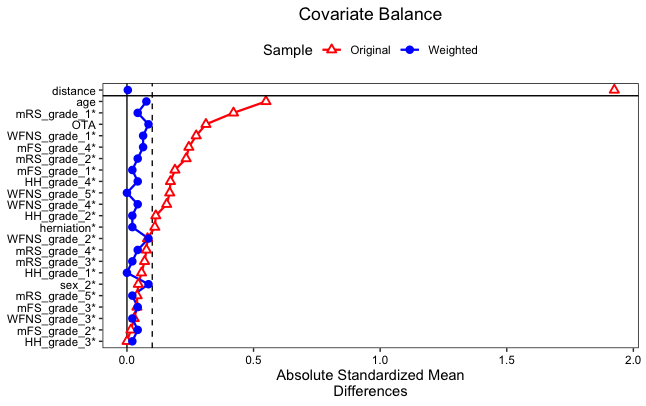 Covariate Balance
Sample Original Weighted
distance
age
mRS_grade_1*
OTA
WFNS_grade_1*
mFS_grade_4*
mRS_grade_2*
mFS_grade_1*
HH_grade_4*
WFNS_grade_5*
WFNS_grade_4*
HH_grade_2*
herniation*
WFNS_grade_2*
mRS_grade_4*
mRS_grade_3*
HH_grade_1*
sex_2*
mRS_grade_5*
mFS_grade_3*
WFNS_grade_3*
mFS_grade_2*
HH_grade_3*
0.0 0.5 1.0 1.5 2.0
Absolute Standardized Mean
Differences